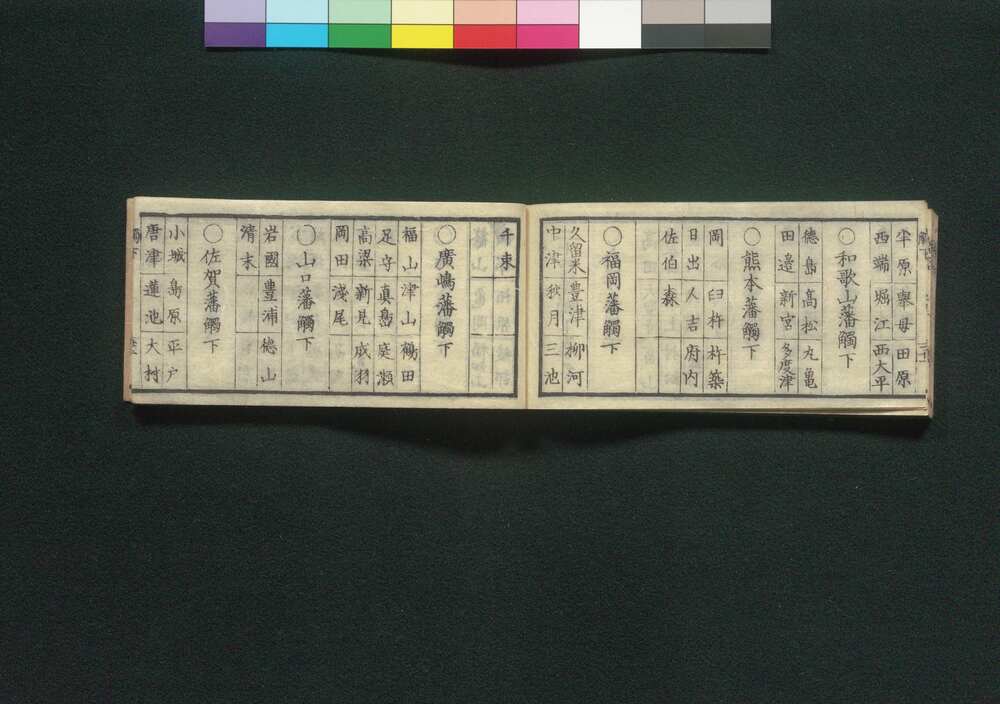 半原 擧母 田原
西端 堀江 西大平
○和歌山藩觸下
德島 高松 丸亀
田邉 新宮 多度津
○熊本藩觸下
岡 臼杵 杵築
日出 人吉 府内
佐伯 森
○福岡藩觸下
久留米 豊津 柳河
中津 秋月 三池
千束
○廣嶋藩觸下
福山 津山 鶴田
足守 真島 庭瀬
高梁 新見 成羽
岡田 淺尾
○山口藩觸下
岩國 豊浦 德山
清末
○佐賀藩觸下
小城 島原 平戸
唐津 蓮池 大村